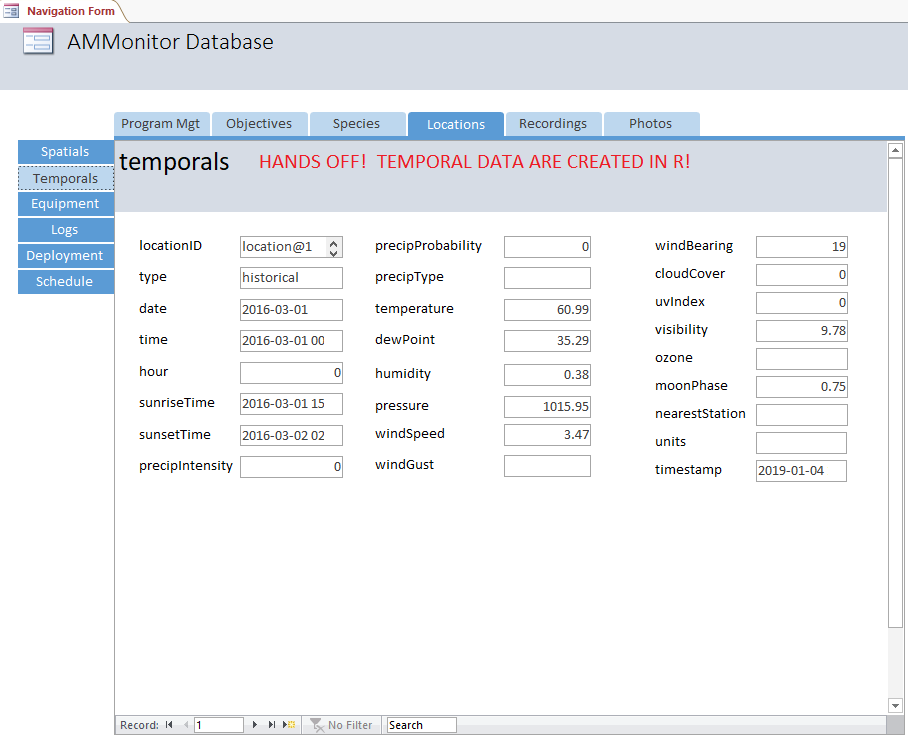 Navigation Form
AMMonitor Database
Program Mgt Objectives Species Locations Recordings Photos
Spatials
Temporals
Equipment
Logs
Deployment
Schedule
temporals HANDS OFF! TEMPORAL DATA ARE CREATED IN R!
locationID location@1
type historical
date 2016-03-01
time 2016-03-01 00
hour 0
sunriseTime 2016-03-01 15
sunsetTime 2016-03-02 02
precipIntensity 0
precipProbability 0
precipType
temperature 60.99
dewPoint 35.29
humidity 0.38
pressure 1015.95
windSpeed 3.47
windGust
windBearing 19
cloudCover 0
uvIndex 0
visibility 9.78
ozone
moonPhase 0.75
nearestStation
units
timestamp 2019-01-04
Record: 1 No Filter Search